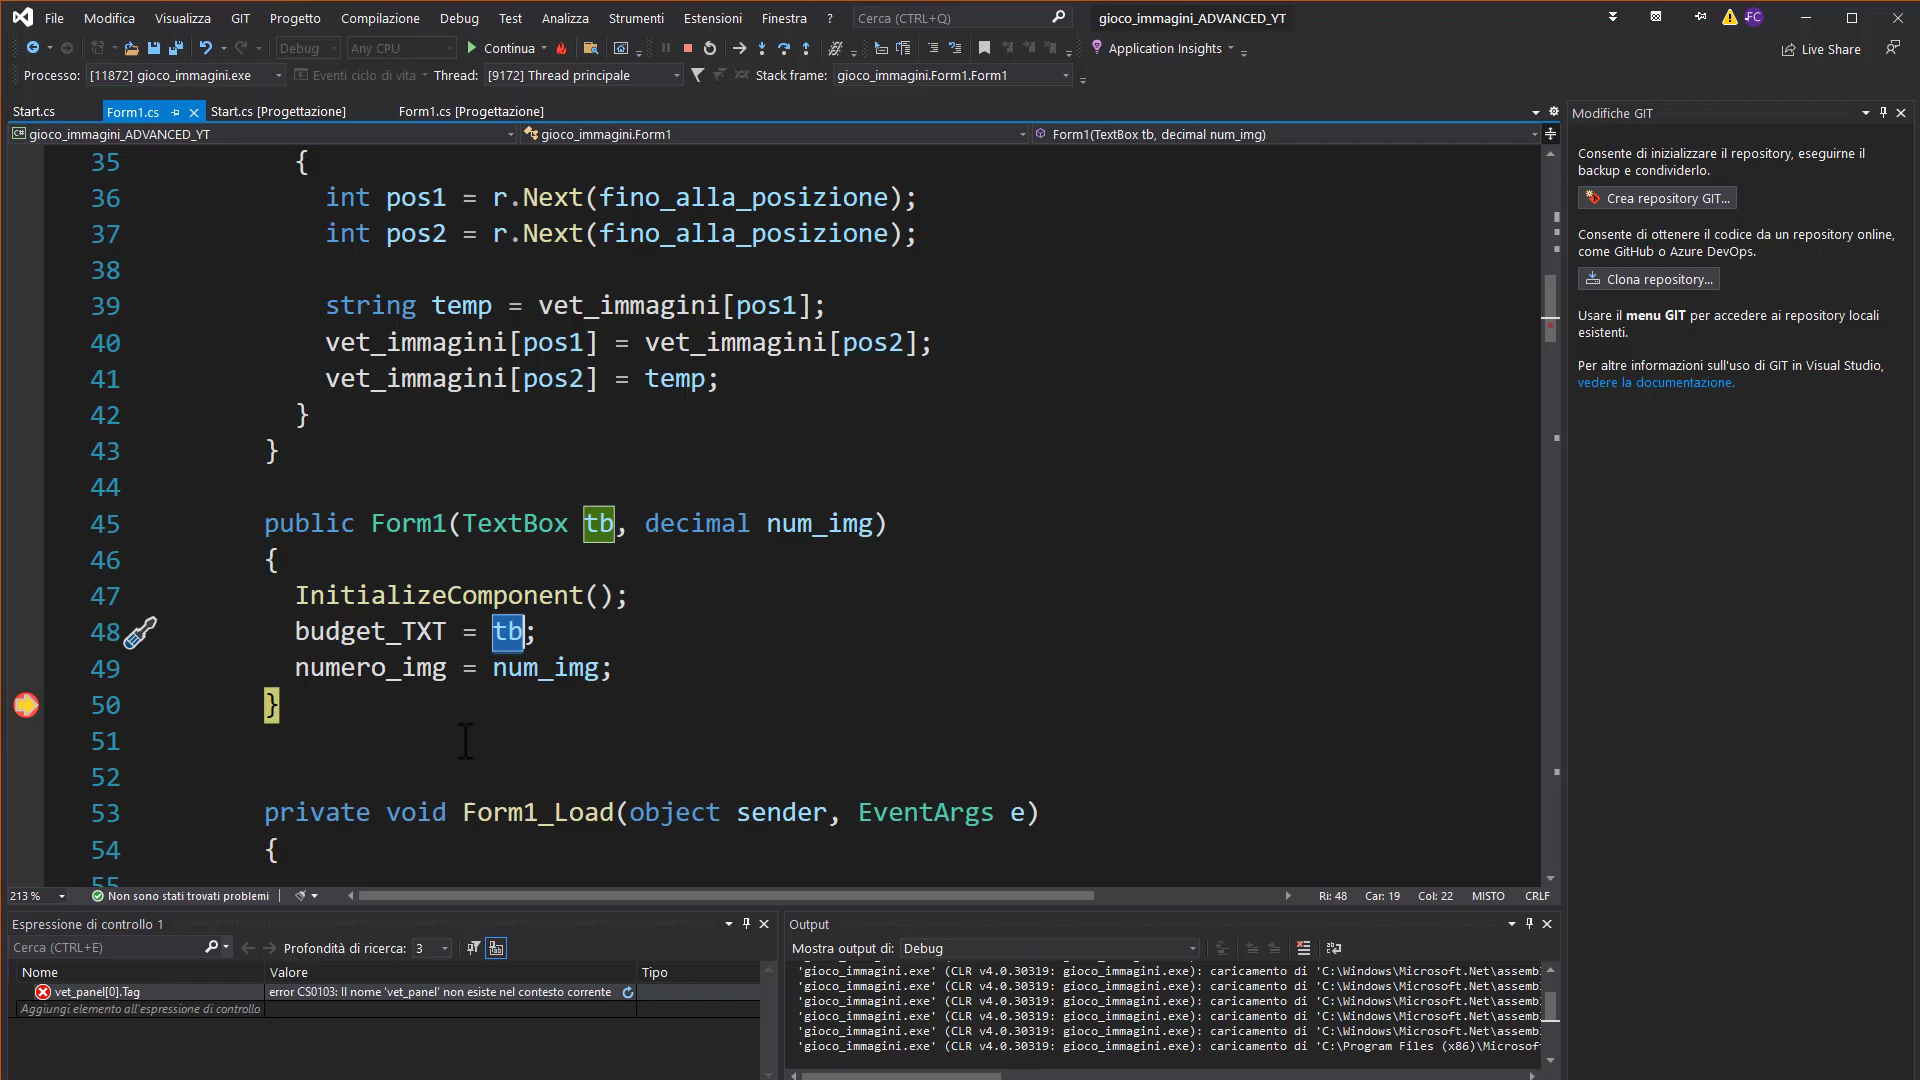 File Modifica Visualizza GIT Progetto Compilazione Debug Test Analizza Strumenti Estensioni Finestra ? Cerca (CTRL+Q) gioco_immagini_ADVANCED_YT FC
Debug Any CPU Continua Application Insights Live Share
Processo: [11872] gioco_immagini.exe Eventi ciclo di vita Thread: [9172] Thread principale Stack frame: gioco_immagini.Form1.Form1
Start.cs Form1.cs Start.cs [Progettazione] Form1.cs [Progettazione]
gioco_immagini_ADVANCED_YT gioco_immagini.Form1 Form1(TextBox tb, decimal num_img)
35 {
36 int pos1 = r.Next(fino_alla_posizione);
37 int pos2 = r.Next(fino_alla_posizione);
38
39 string temp = vet_immagini[pos1];
40 vet_immagini[pos1] = vet_immagini[pos2];
41 vet_immagini[pos2] = temp;
42 }
43 }
44
45 public Form1(TextBox tb, decimal num_img)
46 {
47 InitializeComponent();
48 budget_TXT = tb;
49 numero_img = num_img;
50 }
51
52
53 private void Form1_Load(object sender, EventArgs e)
54 {
55
213 % Non sono stati trovati problemi Ri: 48 Car: 19 Col: 22 MISTO CRLF
Modifiche GIT
Consente di inizializzare il repository, eseguirne il
backup e condividerlo.
Crea repository GIT...
Consente di ottenere il codice da un repository online,
come GitHub o Azure DevOps.
Clona repository...
Usare il menu GIT per accedere ai repository locali
esistenti.
Per altre informazioni sull'uso di GIT in Visual Studio,
vedere la documentazione.
Espressione di controllo 1
Cerca (CTRL+E) Profondità di ricerca: 3
Nome Valore Tipo
vet_panel[0].Tag error CS0103: Il nome 'vet_panel' non esiste nel contesto corrente
Aggiungi elemento all'espressione di controllo
Output
Mostra output di: Debug
'gioco_immagini.exe' (CLR v4.0.30319: gioco_immagini.exe): caricamento di 'C:\Windows\Microsoft.Net\assemb
'gioco_immagini.exe' (CLR v4.0.30319: gioco_immagini.exe): caricamento di 'C:\Windows\Microsoft.Net\assemb
'gioco_immagini.exe' (CLR v4.0.30319: gioco_immagini.exe): caricamento di 'C:\Windows\Microsoft.Net\assemb
'gioco_immagini.exe' (CLR v4.0.30319: gioco_immagini.exe): caricamento di 'C:\Windows\Microsoft.Net\assemb
'gioco_immagini.exe' (CLR v4.0.30319: gioco_immagini.exe): caricamento di 'C:\Windows\Microsoft.Net\assemb
'gioco_immagini.exe' (CLR v4.0.30319: gioco_immagini.exe): caricamento di 'C:\Program Files (x86)\Microsof